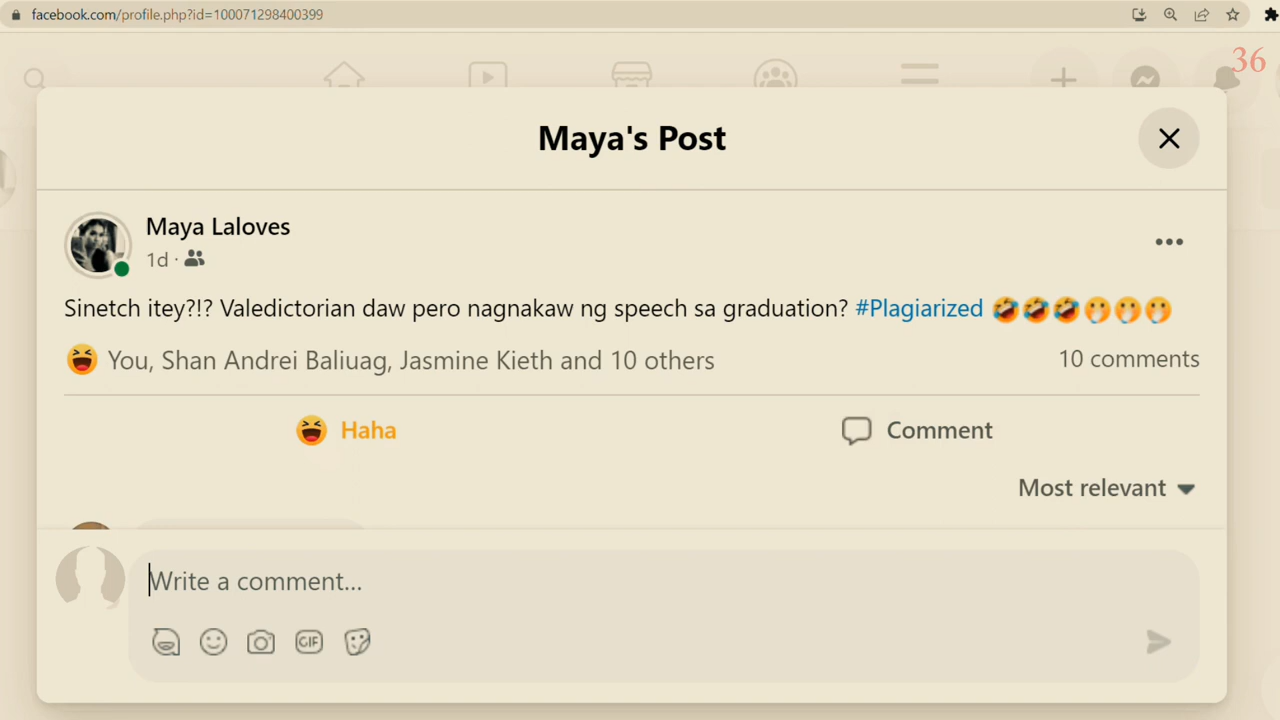 facebook.com/profile.php?id=100071298400399
36
Maya's Post
Maya Laloves
1d ·
Sinetch itey?!? Valedictorian daw pero nagnakaw ng speech sa graduation? #Plagiarized 🤣🤣🤣🤭🤭🤭
You, Shan Andrei Baliuag, Jasmine Kieth and 10 others
10 comments
Haha
Comment
Most relevant
Write a comment...
GIF